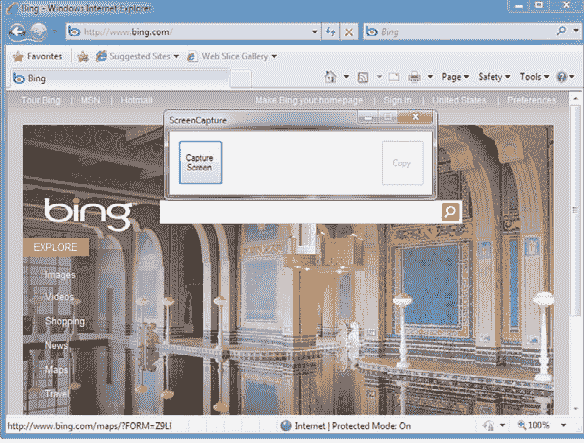 Bing - Windows Internet Explorer
http://www.bing.com/
Bing
Favorites Suggested Sites Web Slice Gallery
Bing
Page Safety Tools
Tour Bing | MSN | Hotmail Make Bing your homepage | Sign in | United States | Preferences
ScreenCapture
Capture
Screen
Copy
bing
EXPLORE
Images
Videos
Shopping
News
Maps
Travel
http://www.bing.com/maps/?FORM=Z9L Internet | Protected Mode: On 100%